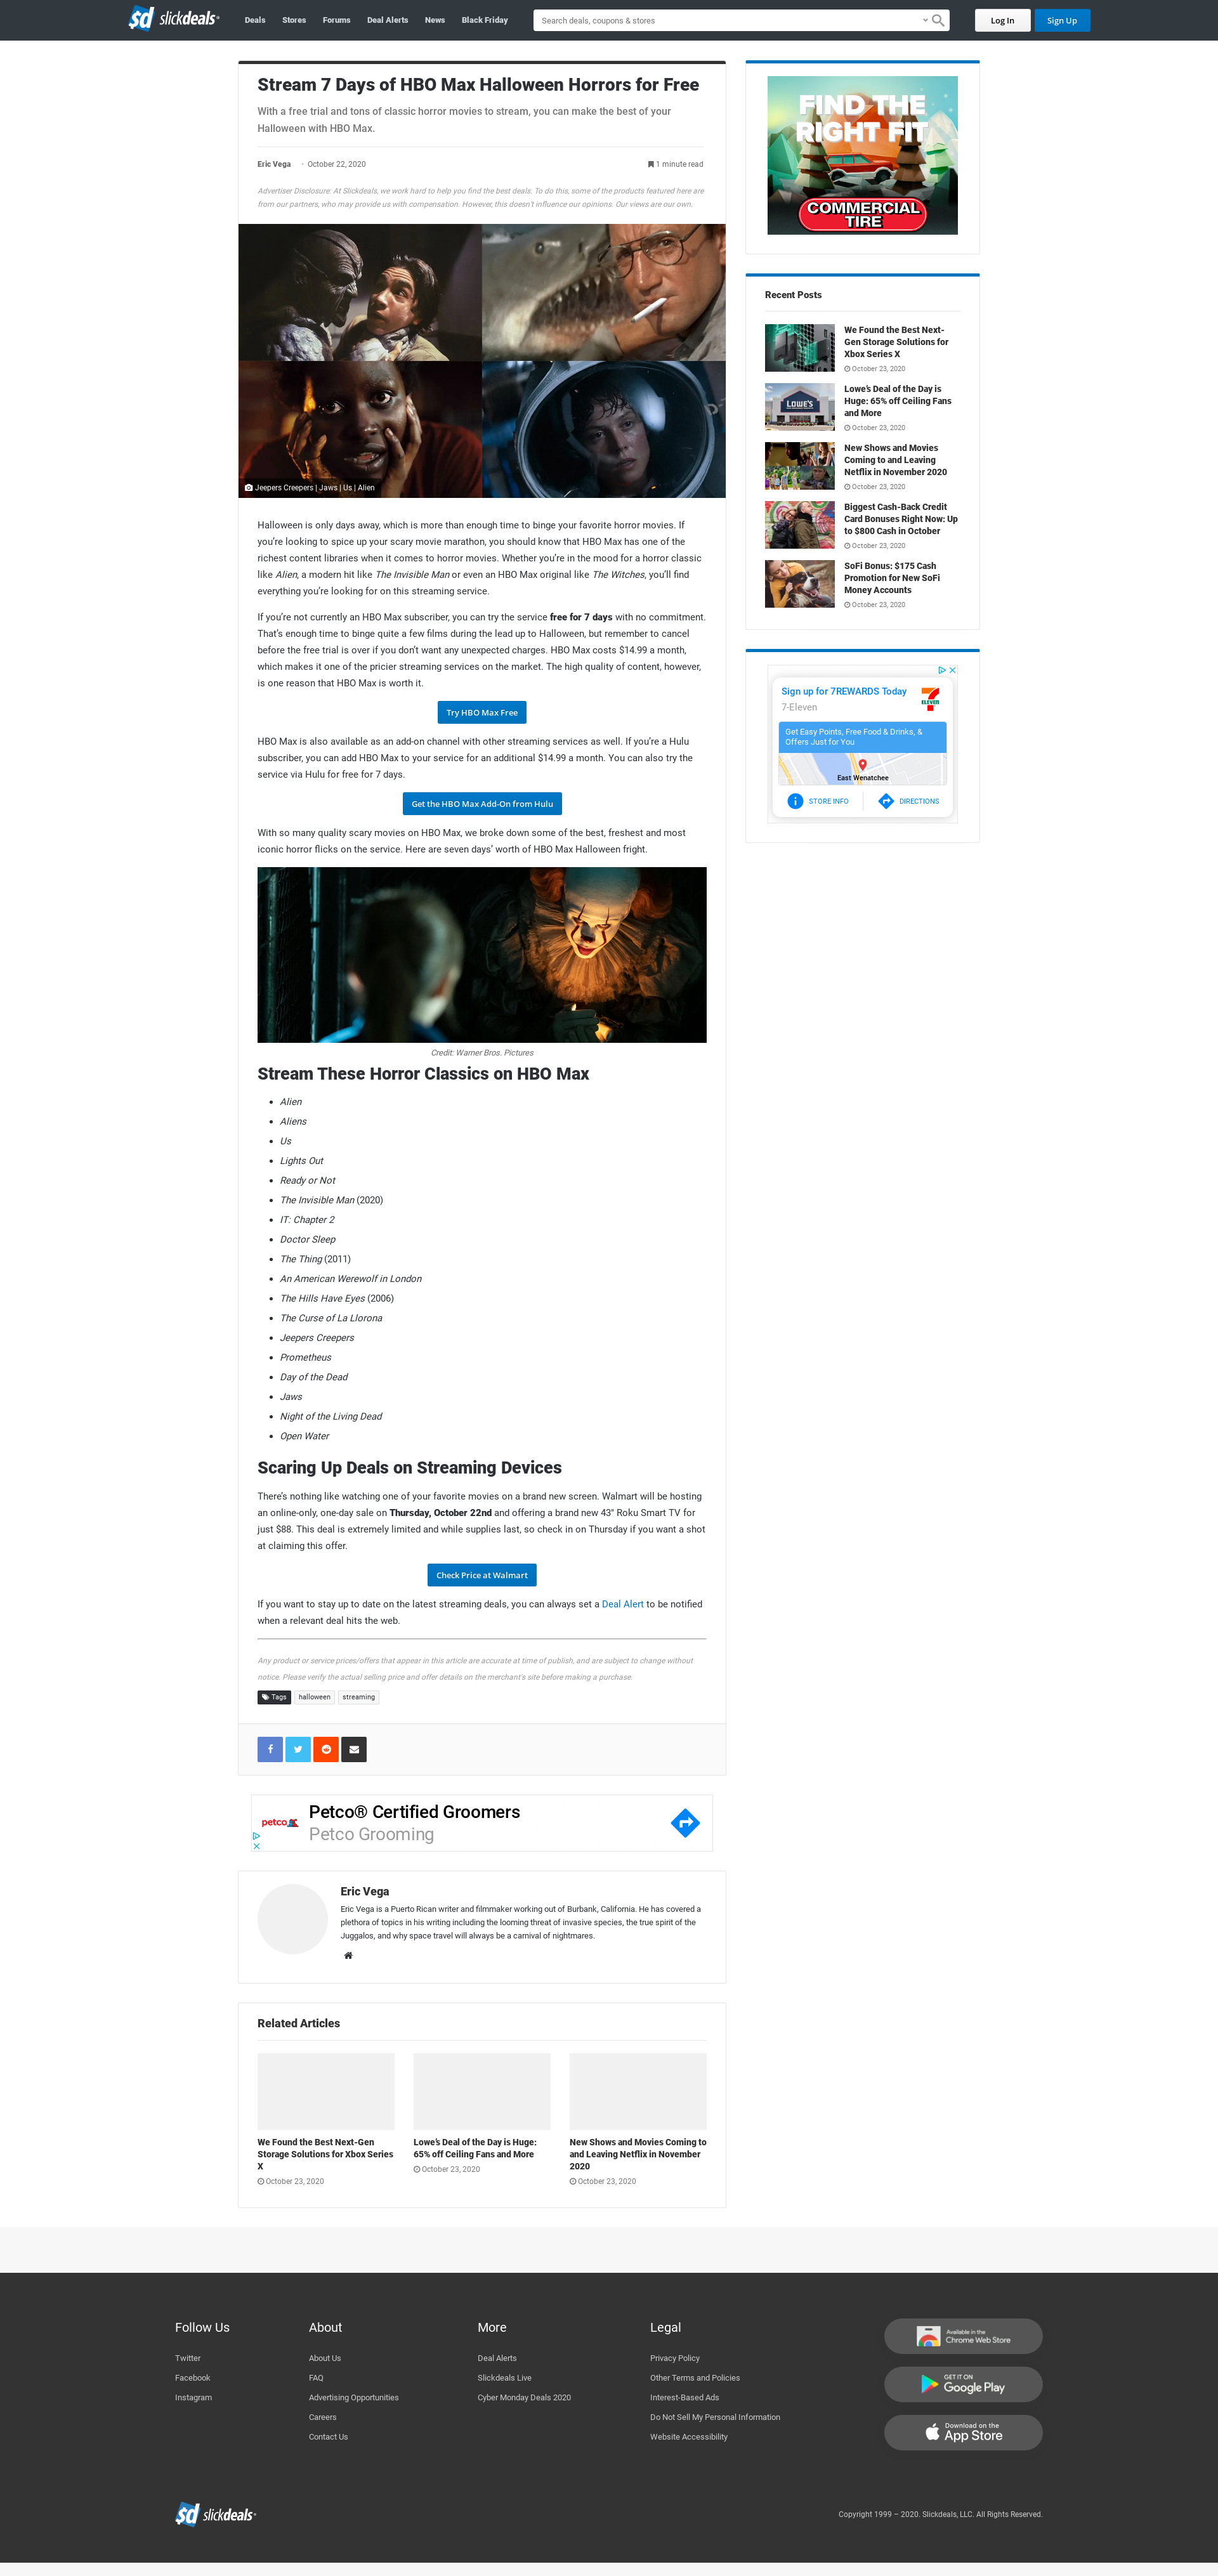 sd slickdeals
Deals Stores Forums Deal Alerts News Black Friday
Search deals, coupons & stores
Log In
Sign Up
Stream 7 Days of HBO Max Halloween Horrors for Free
With a free trial and tons of classic horror movies to stream, you can make the best of your
Halloween with HBO Max.
Eric Vega · October 22, 2020
1 minute read
Advertiser Disclosure: At Slickdeals, we work hard to help you find the best deals. To do this, some of the products featured here are
from our partners, who may provide us with compensation. However, this doesn't influence our opinions. Our views are our own.
Jeepers Creepers | Jaws | Us | Alien
Halloween is only days away, which is more than enough time to binge your favorite horror movies. If
you’re looking to spice up your scary movie marathon, you should know that HBO Max has one of the
richest content libraries when it comes to horror movies. Whether you’re in the mood for a horror classic
like Alien, a modern hit like The Invisible Man or even an HBO Max original like The Witches, you’ll find
everything you’re looking for on this streaming service.
If you’re not currently an HBO Max subscriber, you can try the service free for 7 days with no commitment.
That’s enough time to binge quite a few films during the lead up to Halloween, but remember to cancel
before the free trial is over if you don’t want any unexpected charges. HBO Max costs $14.99 a month,
which makes it one of the pricier streaming services on the market. The high quality of content, however,
is one reason that HBO Max is worth it.
Try HBO Max Free
HBO Max is also available as an add-on channel with other streaming services as well. If you’re a Hulu
subscriber, you can add HBO Max to your service for an additional $14.99 a month. You can also try the
service via Hulu for free for 7 days.
Get the HBO Max Add-On from Hulu
With so many quality scary movies on HBO Max, we broke down some of the best, freshest and most
iconic horror flicks on the service. Here are seven days’ worth of HBO Max Halloween fright.
Credit: Warner Bros. Pictures
Stream These Horror Classics on HBO Max
Alien
Aliens
Us
Lights Out
Ready or Not
The Invisible Man (2020)
IT: Chapter 2
Doctor Sleep
The Thing (2011)
An American Werewolf in London
The Hills Have Eyes (2006)
The Curse of La Llorona
Jeepers Creepers
Prometheus
Day of the Dead
Jaws
Night of the Living Dead
Open Water
Scaring Up Deals on Streaming Devices
There’s nothing like watching one of your favorite movies on a brand new screen. Walmart will be hosting
an online-only, one-day sale on Thursday, October 22nd and offering a brand new 43″ Roku Smart TV for
just $88. This deal is extremely limited and while supplies last, so check in on Thursday if you want a shot
at claiming this offer.
Check Price at Walmart
If you want to stay up to date on the latest streaming deals, you can always set a Deal Alert to be notified
when a relevant deal hits the web.
Any product or service prices/offers that appear in this article are accurate at time of publish, and are subject to change without
notice. Please verify the actual selling price and offer details on the merchant's site before making a purchase.
Tags halloween streaming
petco
Petco® Certified Groomers
Petco Grooming
Eric Vega
Eric Vega is a Puerto Rican writer and filmmaker working out of Burbank, California. He has covered a
plethora of topics in his writing including the looming threat of invasive species, the true spirit of the
Juggalos, and why space travel will always be a carnival of nightmares.
Related Articles
We Found the Best Next-Gen
Storage Solutions for Xbox Series
X
October 23, 2020
Lowe’s Deal of the Day is Huge:
65% off Ceiling Fans and More
October 23, 2020
New Shows and Movies Coming to
and Leaving Netflix in November
2020
October 23, 2020
FIND THE
RIGHT FIT
COMMERCIAL
TIRE
Recent Posts
We Found the Best Next-
Gen Storage Solutions for
Xbox Series X
October 23, 2020
LOWE'S
Lowe’s Deal of the Day is
Huge: 65% off Ceiling Fans
and More
October 23, 2020
New Shows and Movies
Coming to and Leaving
Netflix in November 2020
October 23, 2020
Biggest Cash-Back Credit
Card Bonuses Right Now: Up
to $800 Cash in October
October 23, 2020
SoFi Bonus: $175 Cash
Promotion for New SoFi
Money Accounts
October 23, 2020
Sign up for 7REWARDS Today
7-Eleven
ELEVEN
Get Easy Points, Free Food & Drinks, &
Offers Just for You
East Wenatchee
STORE INFO
DIRECTIONS
Follow Us
Twitter
Facebook
Instagram
About
About Us
FAQ
Advertising Opportunities
Careers
Contact Us
More
Deal Alerts
Slickdeals Live
Cyber Monday Deals 2020
Legal
Privacy Policy
Other Terms and Policies
Interest-Based Ads
Do Not Sell My Personal Information
Website Accessibility
Available in the
Chrome Web Store
GET IT ON
Google Play
Download on the
App Store
sd slickdeals
Copyright 1999 – 2020. Slickdeals, LLC. All Rights Reserved.